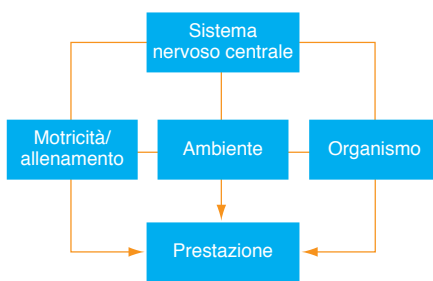 Sistema
nervoso centrale
Motricità/
allenamento
Ambiente
Organismo
Prestazione